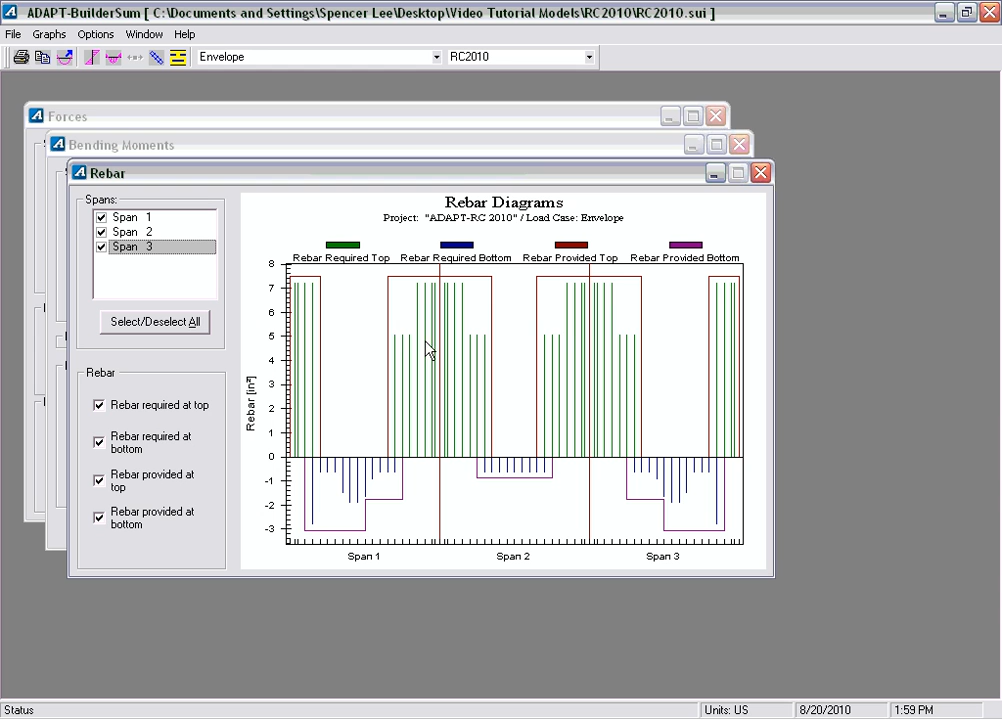 ADAPT-BuilderSum [ C:\Documents and Settings\Spencer Lee\Desktop\Video Tutorial Models\RC2010\RC2010.sui ]
File Graphs Options Window Help
Envelope RC2010
Forces
Bending Moments
Rebar
Spans:
Span 1
Span 2
Span 3
Select/Deselect All
Rebar
Rebar required at top
Rebar required at
bottom
Rebar provided at
top
Rebar provided at
bottom
Rebar Diagrams
Project: "ADAPT-RC 2010" / Load Case: Envelope
Rebar Required Top Rebar Required Bottom Rebar Provided Top Rebar Provided Bottom
Rebar [in²]
8
7
6
5
4
3
2
1
0
-1
-2
-3
Span 1 Span 2 Span 3
Status Units: US 8/20/2010 1:59 PM